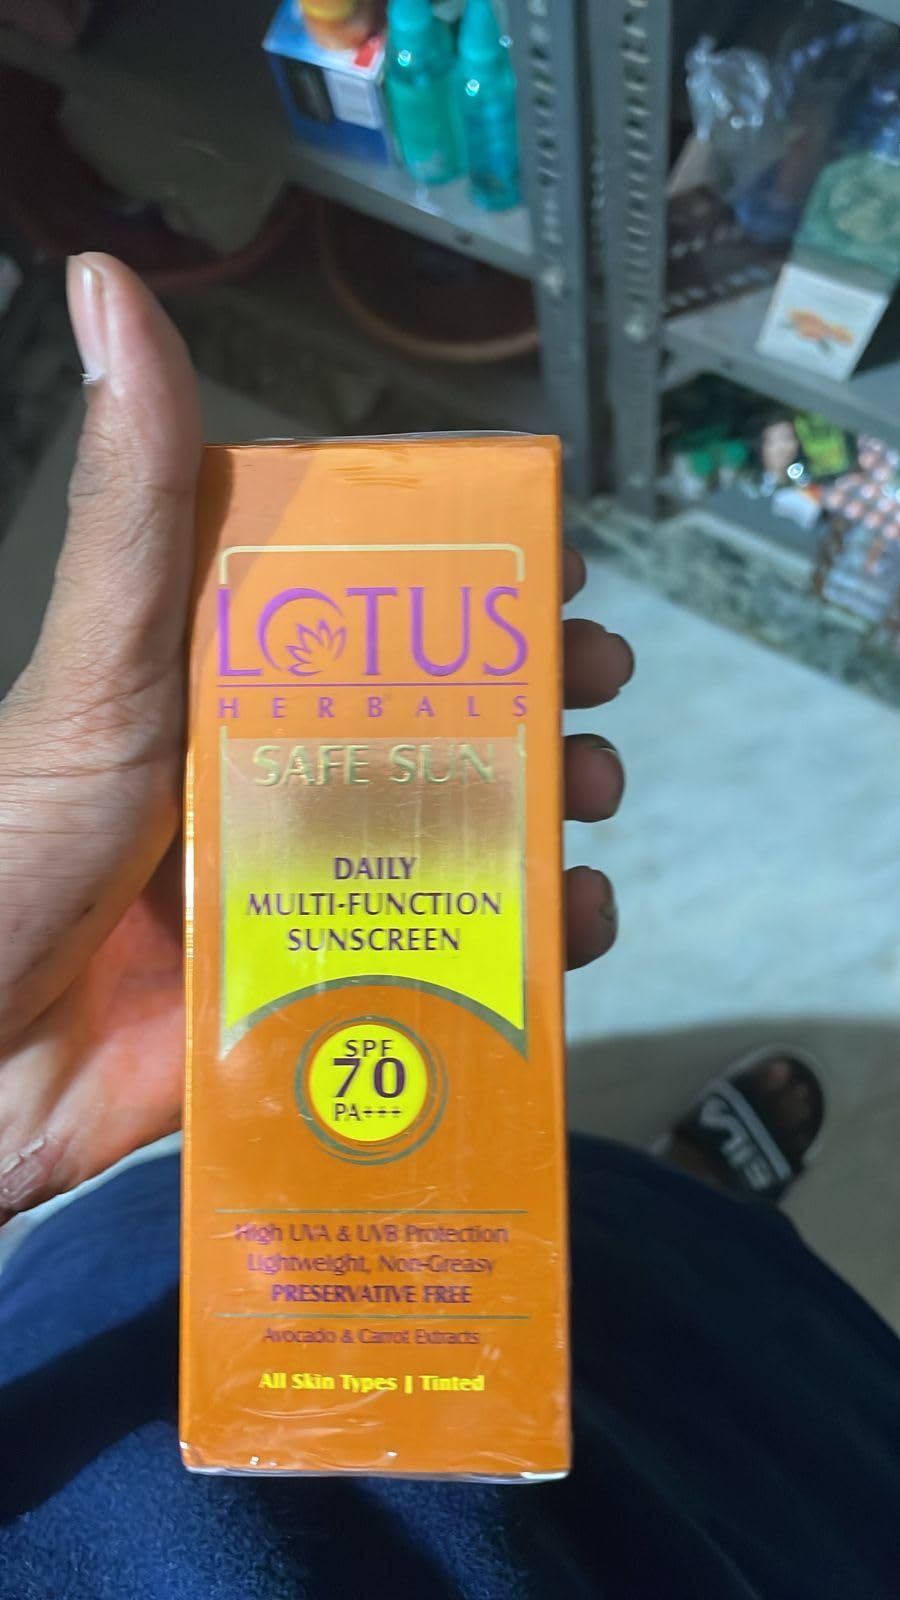 LOTUS
HERBALS
SAFE SUN
DAILY
MULTI-FUNCTION
SUNSCREEN
SPF
70
PA+++
High UVA & UVB Protection
Lightweight, Non-Greasy
PRESERVATIVE FREE
Avocado & Carrot Extracts
All Skin Types | Tinted
FILA